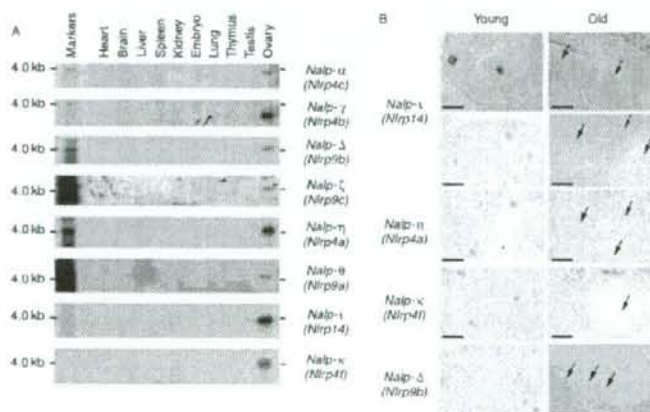 A
Markers
Heart
Brain
Liver
Spleen
Kidney
Embryo
Lung
Thymus
Testis
Ovary
4.0 kb
Nalp-α
(Nlrp4c)
4.0 kb
Nalp-γ
(Nlrp4b)
4.0 kb
Nalp-Δ
(Nlrp9b)
4.0 kb
Nalp-ζ
(Nlrp9c)
4.0 kb
Nalp-η
(Nlrp4a)
4.0 kb
Nalp-θ
(Nlrp9a)
4.0 kb
Nalp-ι
(Nlrp14)
4.0 kb
Nalp-κ
(Nlrp4f)
B
Young
Old
Nalp-ι
(Nlrp14)
Nalp-η
(Nlrp4a)
Nalp-κ
(Nlrp4f)
Nalp-Δ
(Nlrp9b)